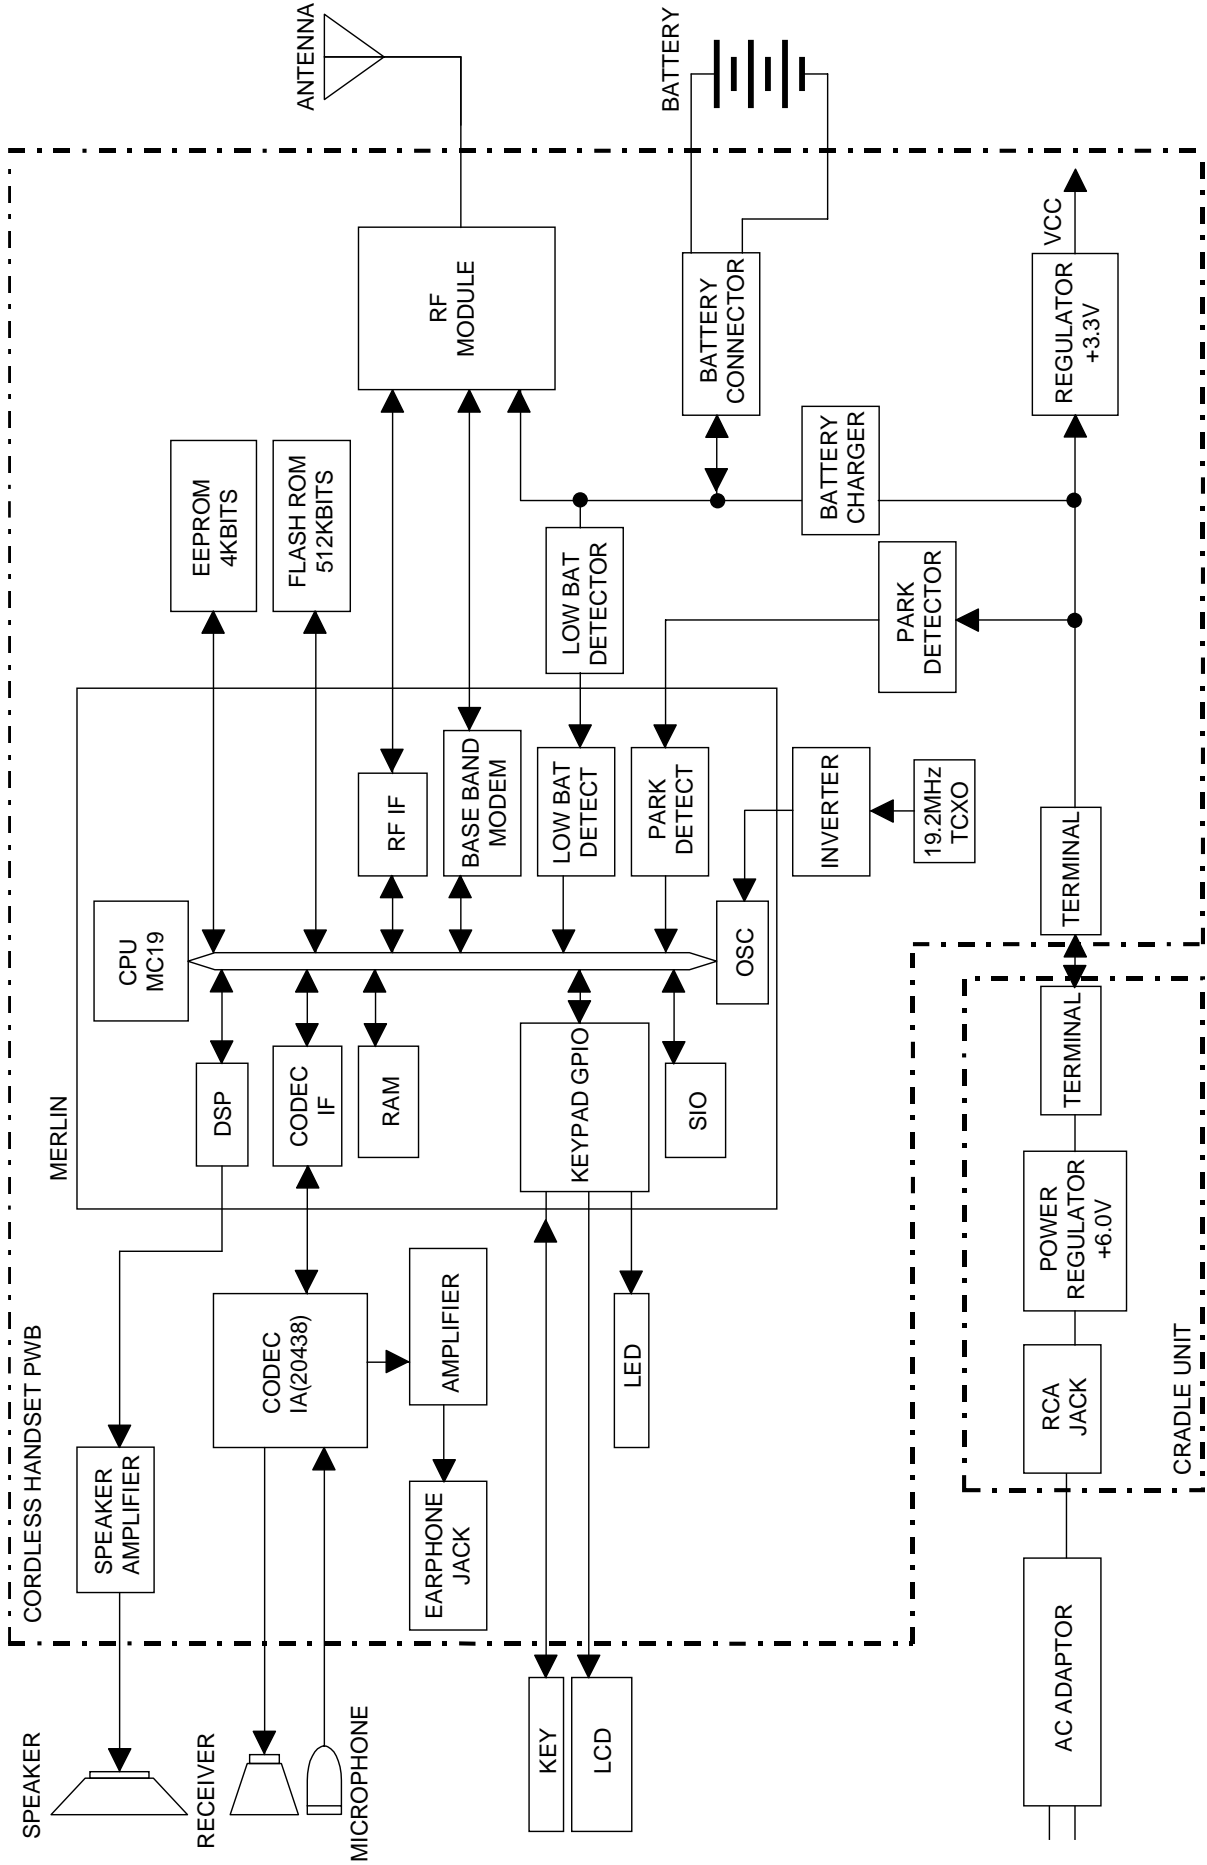 CORDLESS HANDSET PWB
SPEAKER
SPEAKER
AMPLIFIER
MERLIN
CPU
MC19
ANTENNA
RECEIVER
MICROPHONE
CODEC
IA(20438)
DSP
CODEC
IF
RAM
EEPROM
4KBITS
FLASH ROM
512KBITS
RF IF
BASE BAND
MODEM
RF
MODULE
EARPHONE
JACK
AMPLIFIER
KEY
LCD
LED
KEYPAD GPIO
SIO
LOW BAT
DETECT
LOW BAT
DETECTOR
PARK
DETECT
OSC
BATTERY
BATTERY
CONNECTOR
INVERTER
BATTERY
CHARGER
PARK
DETECTOR
19.2MHz
TCXO
AC ADAPTOR
RCA
JACK
POWER
REGULATOR
+6.0V
TERMINAL
TERMINAL
REGULATOR
+3.3V
VCC
CRADLE UNIT